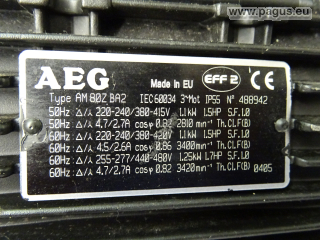 www.pagus.eu
AEG Made in EU EFF2 CE
Type AM 80Z BA2 IEC60034 3~Mot IP55 N° 488942
50Hz: Δ/⅄ 220-240/380-415V 1.1kW 1.5HP S.F.1.0
50Hz: Δ/⅄ 4.7/2.7A cosφ 0.82 2810 min⁻¹ Th.Cl.F(B)
60Hz: Δ/⅄ 220-240/380-420V 1.1kW 1.5HP S.F.1.0
60Hz: Δ/⅄ 4.5/2.6A cosφ 0.86 3400 min⁻¹ Th.Cl.F(B)
60Hz: Δ/⅄ 255-277/440-480V 1.25kW 1.7HP S.F.1.0
60Hz: Δ/⅄ 4.7/2.7A cosφ 0.82 3420 min⁻¹ Th.Cl.F(B) 0405